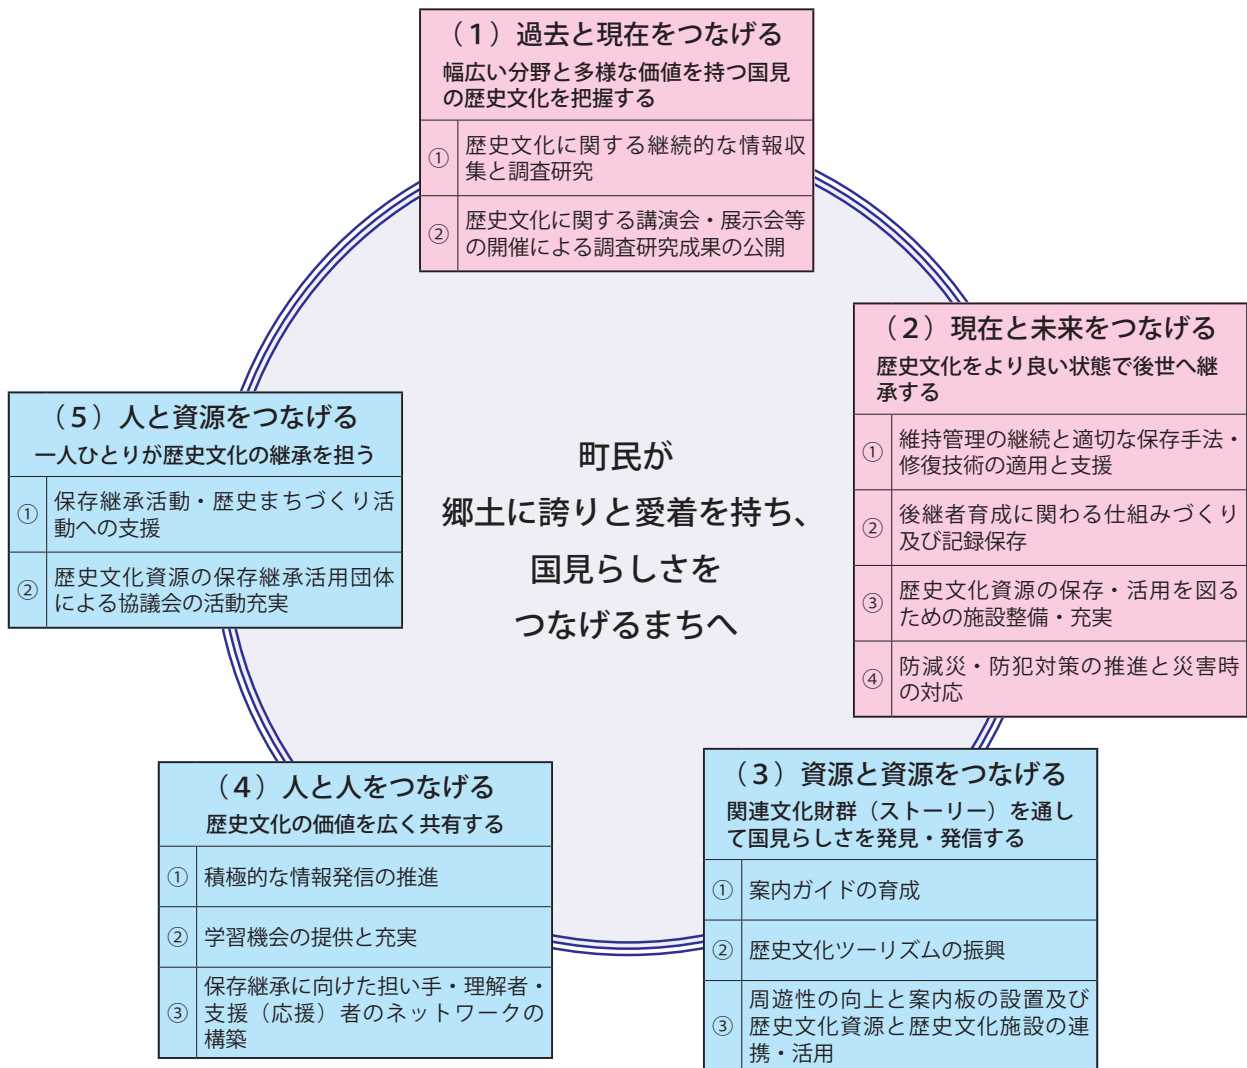 （１）過去と現在をつなげる
幅広い分野と多様な価値を持つ国見
の歴史文化を把握する
① 歴史文化に関する継続的な情報収
集と調査研究
② 歴史文化に関する講演会・展示会等
の開催による調査研究成果の公開
（２）現在と未来をつなげる
歴史文化をより良い状態で後世へ継
承する
① 維持管理の継続と適切な保存手法・
修復技術の適用と支援
② 後継者育成に関わる仕組みづくり
及び記録保存
③ 歴史文化資源の保存・活用を図る
ための施設整備・充実
④ 防減災・防犯対策の推進と災害時
の対応
（３）資源と資源をつなげる
関連文化財群（ストーリー）を通し
て国見らしさを発見・発信する
① 案内ガイドの育成
② 歴史文化ツーリズムの振興
③ 周遊性の向上と案内板の設置及び
歴史文化資源と歴史文化施設の連
携・活用
（４）人と人をつなげる
歴史文化の価値を広く共有する
① 積極的な情報発信の推進
② 学習機会の提供と充実
③ 保存継承に向けた担い手・理解者・
支援（応援）者のネットワークの
構築
（５）人と資源をつなげる
一人ひとりが歴史文化の継承を担う
① 保存継承活動・歴史まちづくり活
動への支援
② 歴史文化資源の保存継承活用団体
による協議会の活動充実
町民が
郷土に誇りと愛着を持ち、
国見らしさを
つなげるまちへ